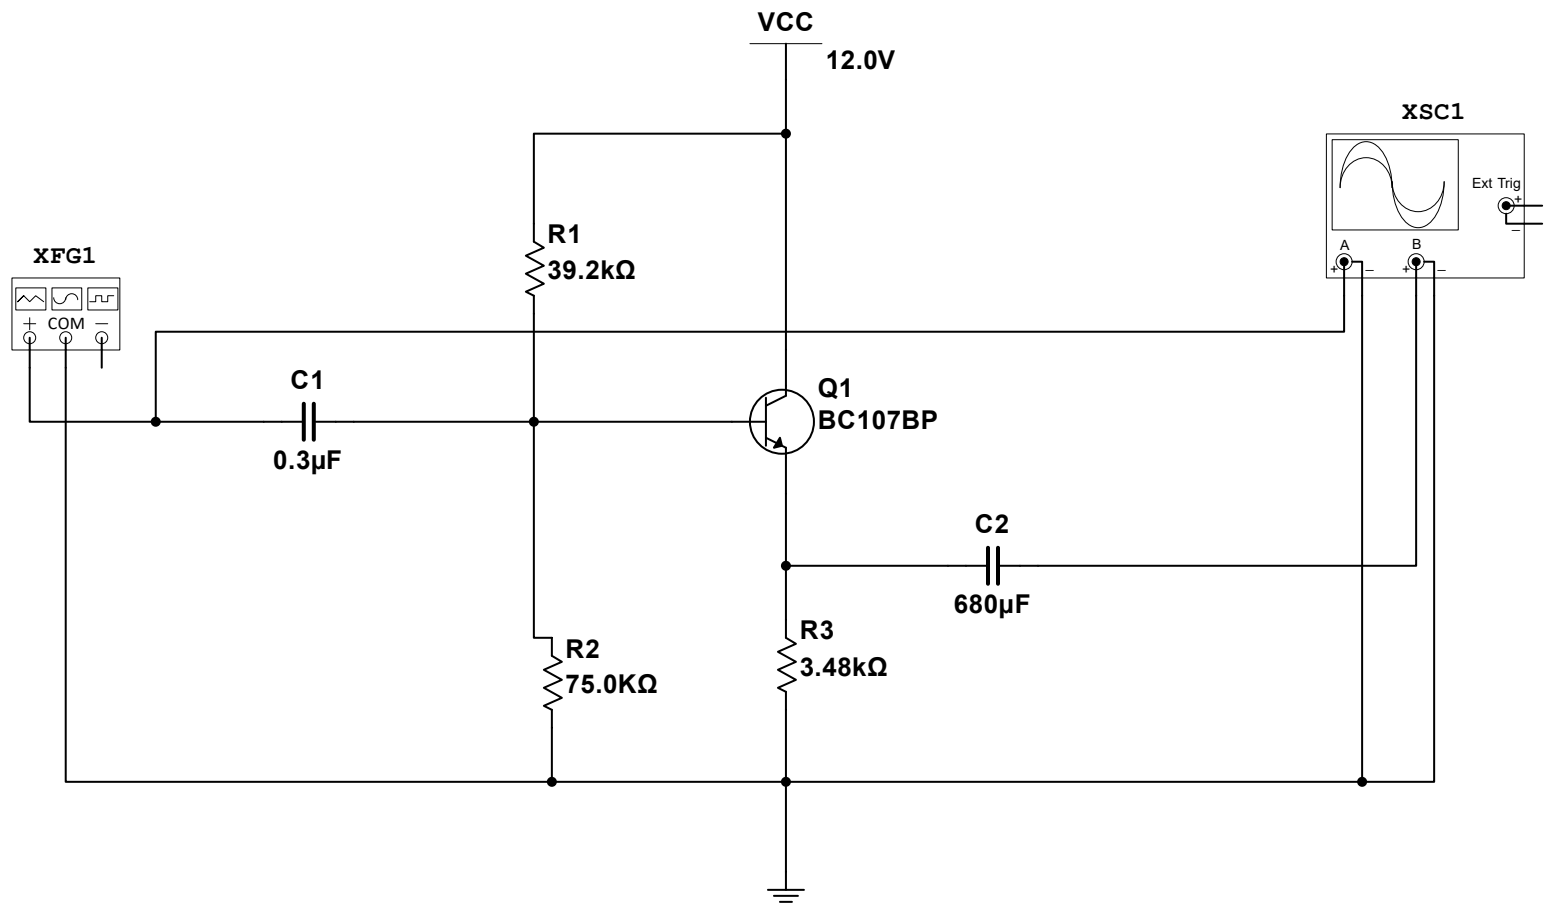 VCC
12.0V
XSC1
Ext Trig
+
−
A
B
+
−
+
−
XFG1
+
COM
−
R1
39.2kΩ
C1
0.3µF
Q1
BC107BP
C2
680µF
R2
75.0KΩ
R3
3.48kΩ